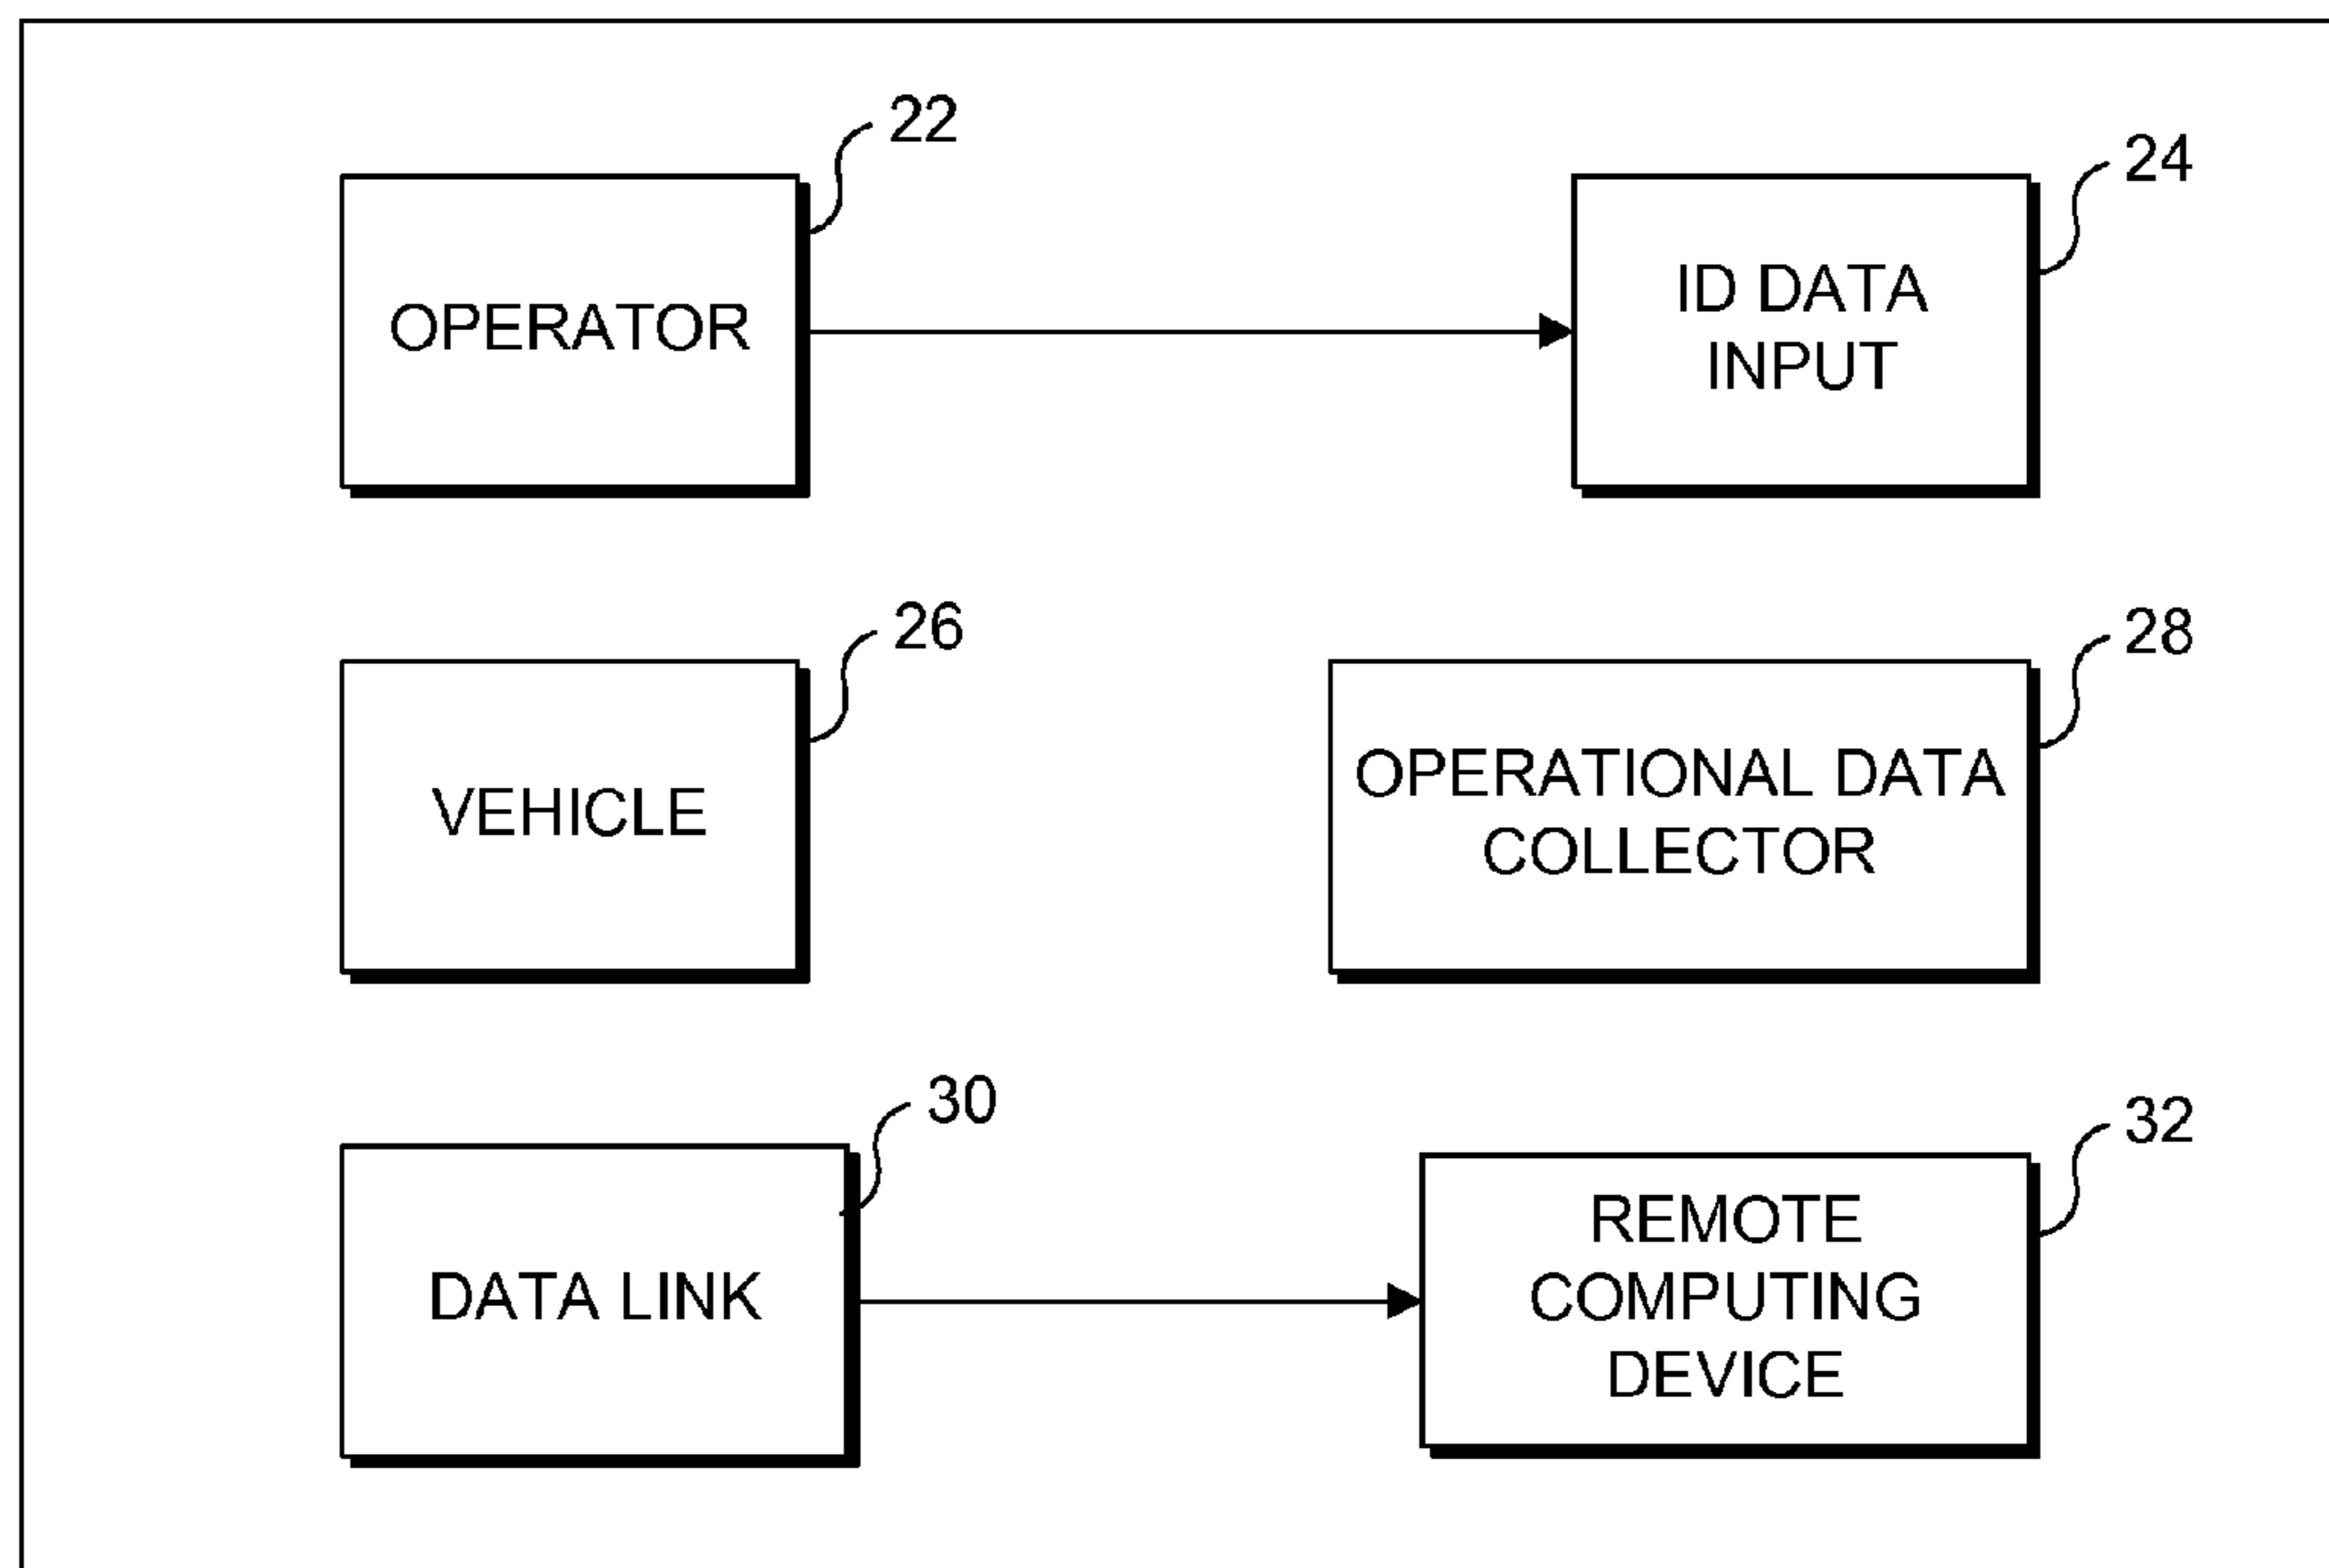 22
24
OPERATOR
ID DATA
INPUT
26
28
VEHICLE
OPERATIONAL DATA
COLLECTOR
30
32
DATA LINK
REMOTE
COMPUTING
DEVICE